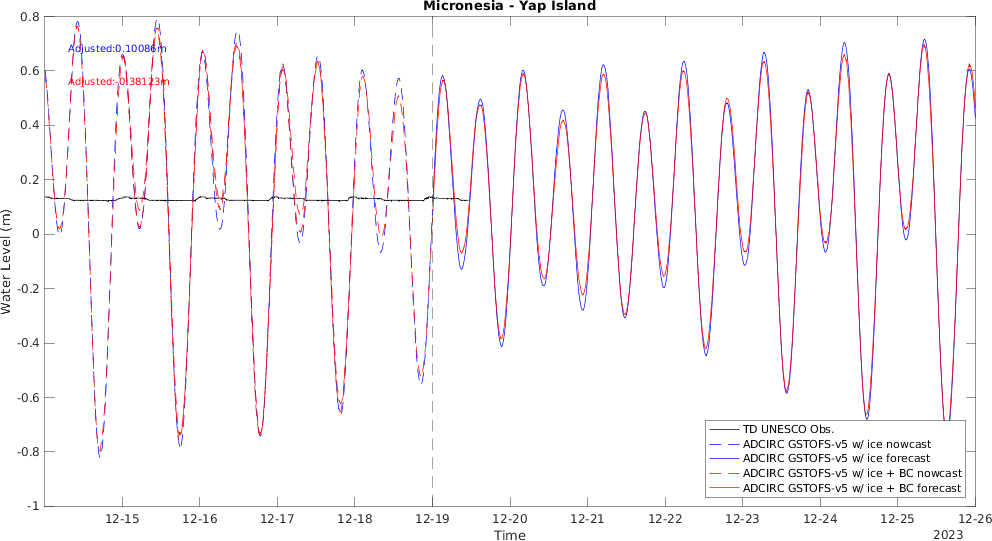 Micronesia - Yap Island
Adjusted:0.10086m
Adjusted:-0.38123m
Water Level (m)
0.8
0.6
0.4
0.2
0
-0.2
-0.4
-0.6
-0.8
-1
TD UNESCO Obs.
ADCIRC GSTOFS-v5 w/ ice nowcast
ADCIRC GSTOFS-v5 w/ ice forecast
ADCIRC GSTOFS-v5 w/ ice + BC nowcast
ADCIRC GSTOFS-v5 w/ ice + BC forecast
12-15 12-16 12-17 12-18 12-19 12-20 12-21 12-22 12-23 12-24 12-25 12-26
Time
2023